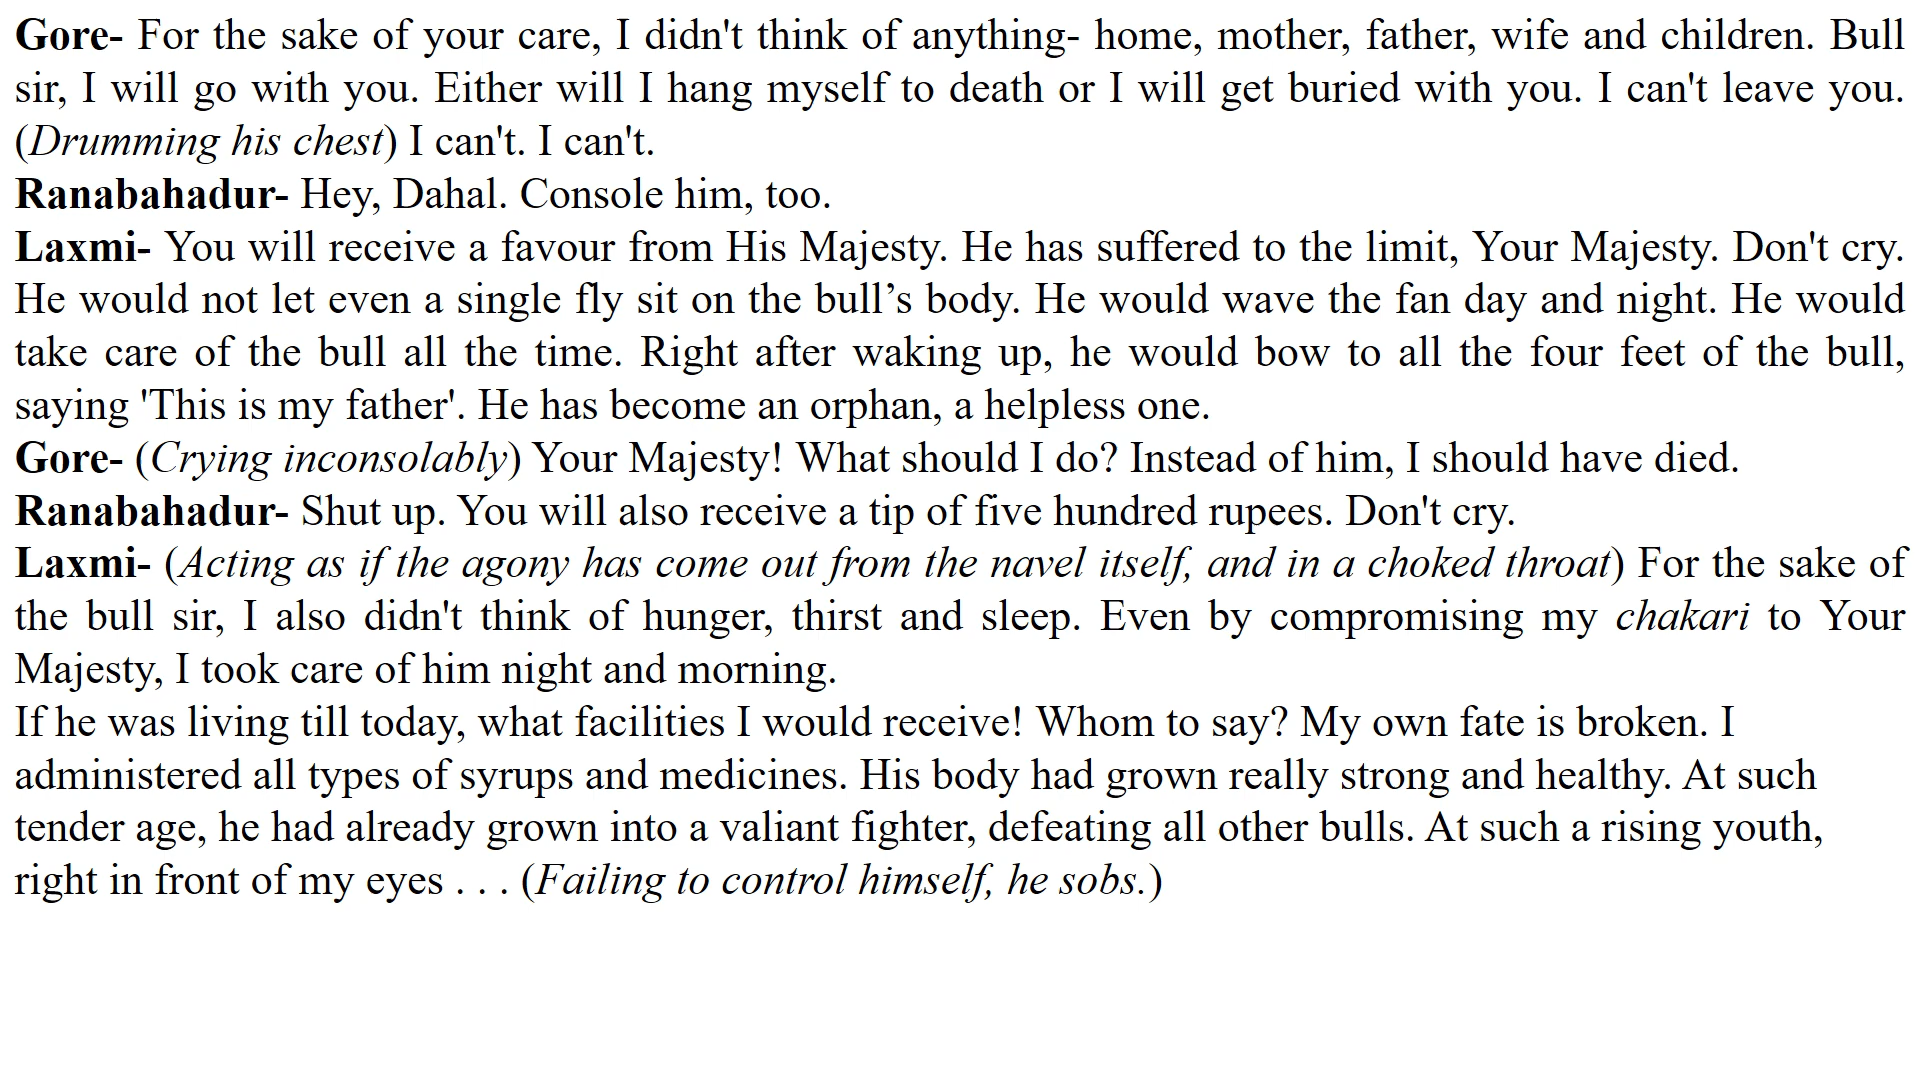 Gore- For the sake of your care, I didn't think of anything- home, mother, father, wife and children. Bull
sir, I will go with you. Either will I hang myself to death or I will get buried with you. I can't leave you.
(Drumming his chest) I can't. I can't.
Ranabahadur- Hey, Dahal. Console him, too.
Laxmi- You will receive a favour from His Majesty. He has suffered to the limit, Your Majesty. Don't cry.
He would not let even a single fly sit on the bull’s body. He would wave the fan day and night. He would
take care of the bull all the time. Right after waking up, he would bow to all the four feet of the bull,
saying 'This is my father'. He has become an orphan, a helpless one.
Gore- (Crying inconsolably) Your Majesty! What should I do? Instead of him, I should have died.
Ranabahadur- Shut up. You will also receive a tip of five hundred rupees. Don't cry.
Laxmi- (Acting as if the agony has come out from the navel itself, and in a choked throat) For the sake of
the bull sir, I also didn't think of hunger, thirst and sleep. Even by compromising my chakari to Your
Majesty, I took care of him night and morning.
If he was living till today, what facilities I would receive! Whom to say? My own fate is broken. I
administered all types of syrups and medicines. His body had grown really strong and healthy. At such
tender age, he had already grown into a valiant fighter, defeating all other bulls. At such a rising youth,
right in front of my eyes . . . (Failing to control himself, he sobs.)